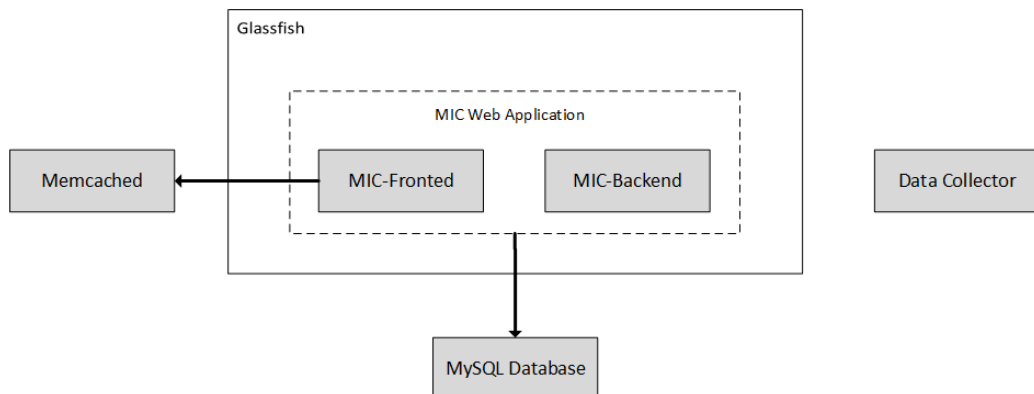 Glassfish
MIC Web Application
Memcached
MIC-Fronted
MIC-Backend
Data Collector
MySQL Database